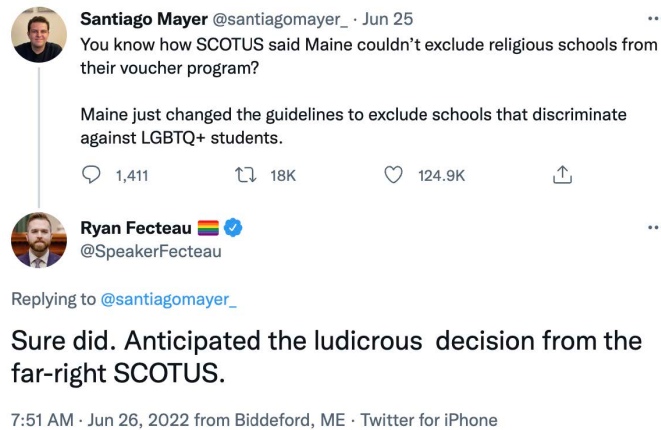 Santiago Mayer @santiagomayer_ · Jun 25
You know how SCOTUS said Maine couldn't exclude religious schools from
their voucher program?
Maine just changed the guidelines to exclude schools that discriminate
against LGBTQ+ students.
1,411 18K 124.9K
Ryan Fecteau 🏳️‍🌈
@SpeakerFecteau
Replying to @santiagomayer_
Sure did. Anticipated the ludicrous decision from the
far-right SCOTUS.
7:51 AM · Jun 26, 2022 from Biddeford, ME · Twitter for iPhone